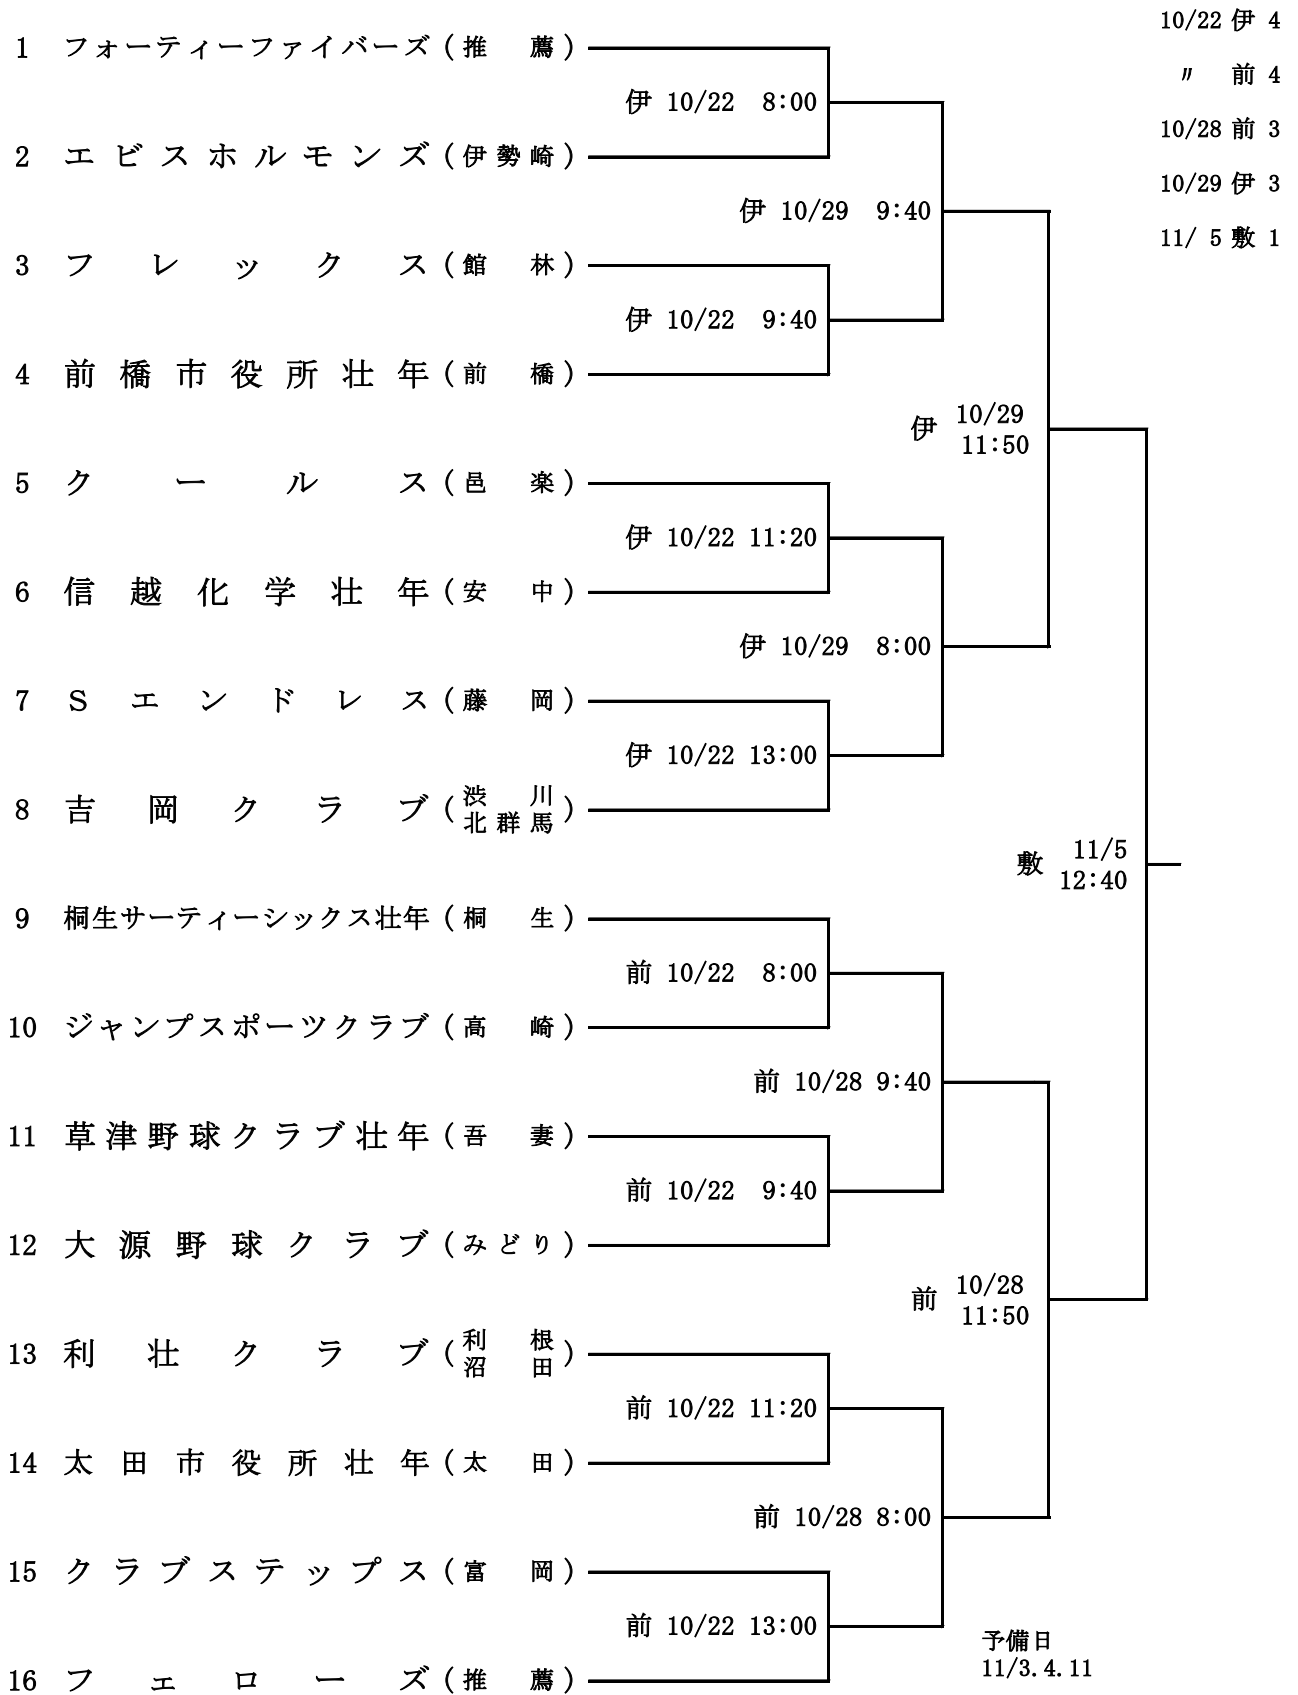 10/22 伊 4
〃 前 4
10/28 前 3
10/29 伊 3
11/ 5 敷 1
1 フォーティーファイバーズ(推 薦)
伊 10/22 8:00
2 エビスホルモンズ(伊勢崎)
伊 10/29 9:40
3 フレックス(館 林)
伊 10/22 9:40
4 前橋市役所壮年(前 橋)
伊 10/29 11:50
5 クールス(邑 楽)
伊 10/22 11:20
6 信越化学壮年(安 中)
伊 10/29 8:00
7 Sエンドレス(藤 岡)
伊 10/22 13:00
8 吉岡クラブ(渋川 北群馬)
敷 11/5 12:40
9 桐生サーティーシックス壮年(桐 生)
前 10/22 8:00
10 ジャンプスポーツクラブ(高 崎)
前 10/28 9:40
11 草津野球クラブ壮年(吾 妻)
前 10/22 9:40
12 大源野球クラブ(みどり)
前 10/28 11:50
13 利壮クラブ(利根 沼田)
前 10/22 11:20
14 太田市役所壮年(太 田)
前 10/28 8:00
15 クラブステップス(富 岡)
前 10/22 13:00
16 フェローズ(推 薦)
予備日
11/3.4.11